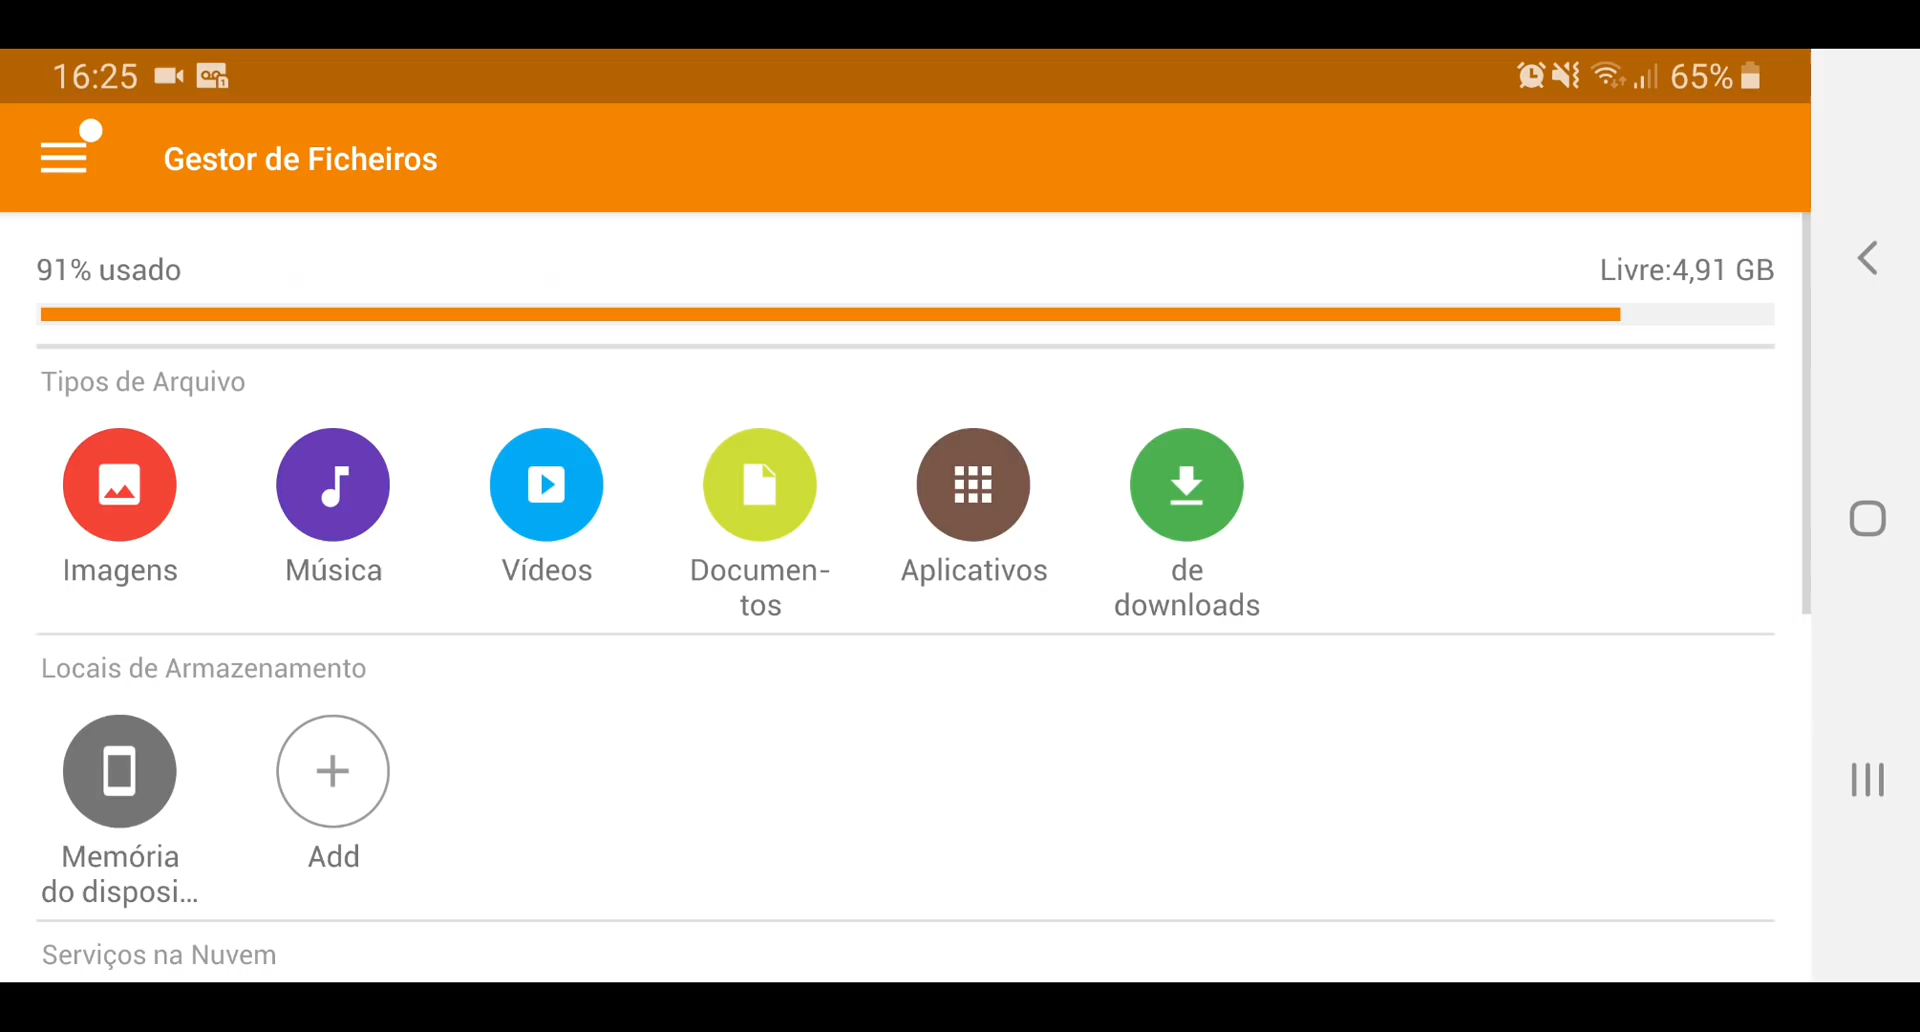 16:25
65%
Gestor de Ficheiros
91% usado
Livre:4,91 GB
Tipos de Arquivo
Imagens
Música
Vídeos
Documen-
tos
Aplicativos
de
downloads
Locais de Armazenamento
Memória
do disposi...
Add
Serviços na Nuvem